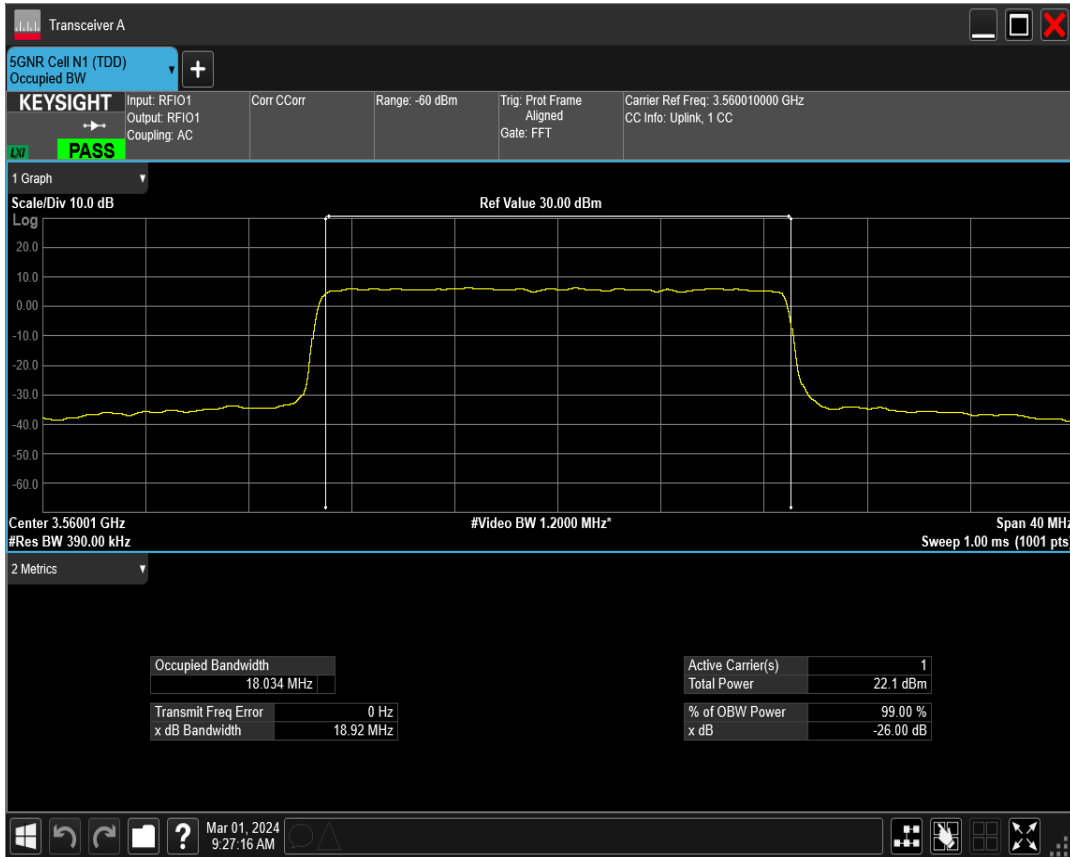 Transceiver A
5GNR Cell N1 (TDD)
Occupied BW
+
KEYSIGHT
LXI
PASS
Input: RFIO1
Output: RFIO1
Coupling: AC
Corr CCorr
Range: -60 dBm
Trig: Prot Frame
Aligned
Gate: FFT
Carrier Ref Freq: 3.560010000 GHz
CC Info: Uplink, 1 CC
1 Graph
Scale/Div 10.0 dB
Ref Value 30.00 dBm
Log
20.0
10.0
0.00
-10.0
-20.0
-30.0
-40.0
-50.0
-60.0
Center 3.56001 GHz
#Video BW 1.2000 MHz*
Span 40 MHz
#Res BW 390.00 kHz
Sweep 1.00 ms (1001 pts)
2 Metrics
Occupied Bandwidth
18.034 MHz
Transmit Freq Error 0 Hz
x dB Bandwidth 18.92 MHz
Active Carrier(s) 1
Total Power 22.1 dBm
% of OBW Power 99.00 %
x dB -26.00 dB
?
Mar 01, 2024
9:27:16 AM